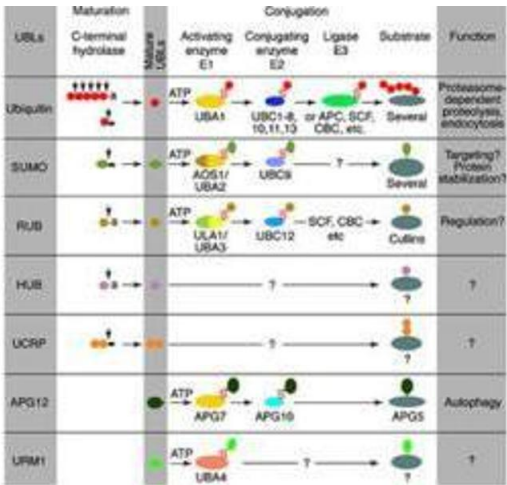 Maturation
Conjugation
UBLs
C-terminal
hydrolase
Mature
UBLs
Activating
enzyme
E1
Conjugating
enzyme
E2
Ligase
E3
Substrate
Function
Ubiquitin
ATP
UBA1
UBC1-8,
10,11,13
or APC, SCF,
CBC, etc.
Several
Proteasome-
dependent
proteolysis,
endocytosis
SUMO
ATP
AOS1/
UBA2
UBC9
?
Several
Targeting?
Protein
stabilization?
RUB
ATP
ULA1/
UBA3
UBC12
SCF, CBC
etc
Cullins
Regulation?
HUB
?
?
?
UCRP
?
?
?
APG12
ATP
APG7
APG10
APG5
Autophagy
URM1
ATP
UBA4
?
?
?